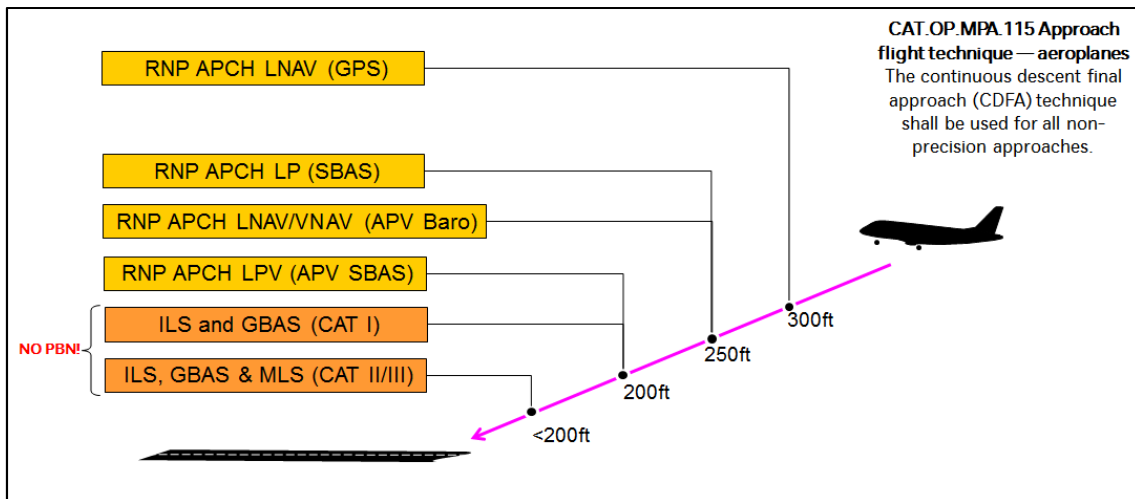 CAT.OP.MPA.115 Approach
flight technique — aeroplanes
The continuous descent final
approach (CDFA) technique
shall be used for all non-
precision approaches.
RNP APCH LNAV (GPS)
RNP APCH LP (SBAS)
RNP APCH LNAV/VNAV (APV Baro)
RNP APCH LPV (APV SBAS)
NO PBN!
ILS and GBAS (CAT I)
ILS, GBAS & MLS (CAT II/III)
300ft
250ft
200ft
<200ft